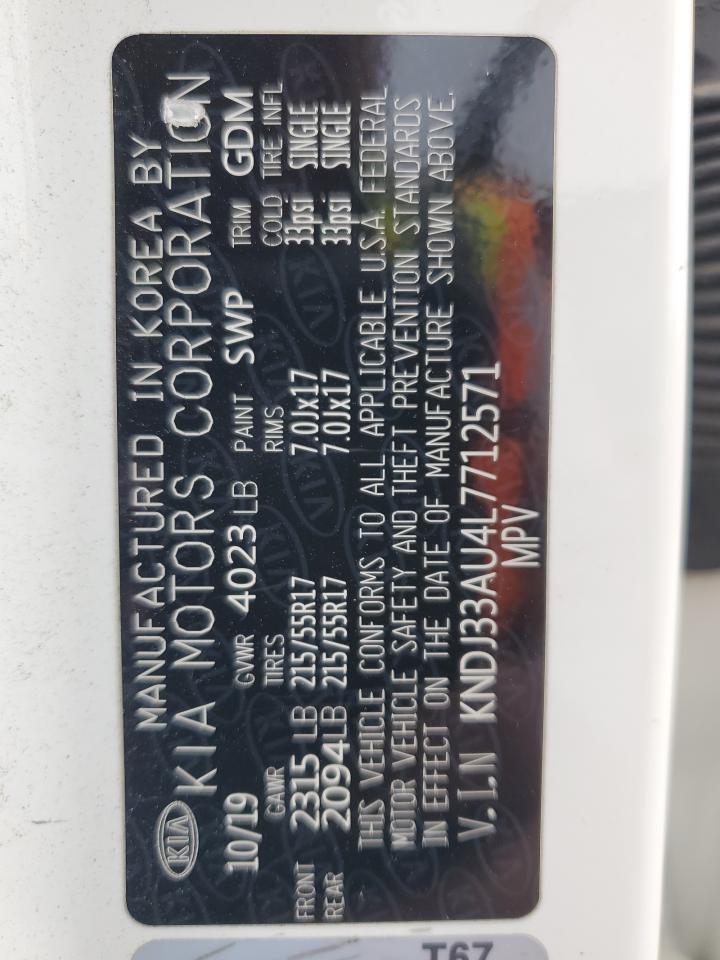 MANUFACTURED IN KOREA BY
KIA KIA MOTORS CORPORATION
10/19 GVWR 4023 LB PAINT SWP TRIM GDM
GAWR TIRES RIMS COLD TIRE INFL
FRONT 2315 LB 215/55R17 7.0Jx17 33psi SINGLE
REAR 2094 LB 215/55R17 7.0Jx17 33psi SINGLE
THIS VEHICLE CONFORMS TO ALL APPLICABLE U.S.A. FEDERAL
MOTOR VEHICLE SAFETY AND THEFT PREVENTION STANDARDS
IN EFFECT ON THE DATE OF MANUFACTURE SHOWN ABOVE.
V.I.N KNDJ33AU4L7712571
MPV
T67